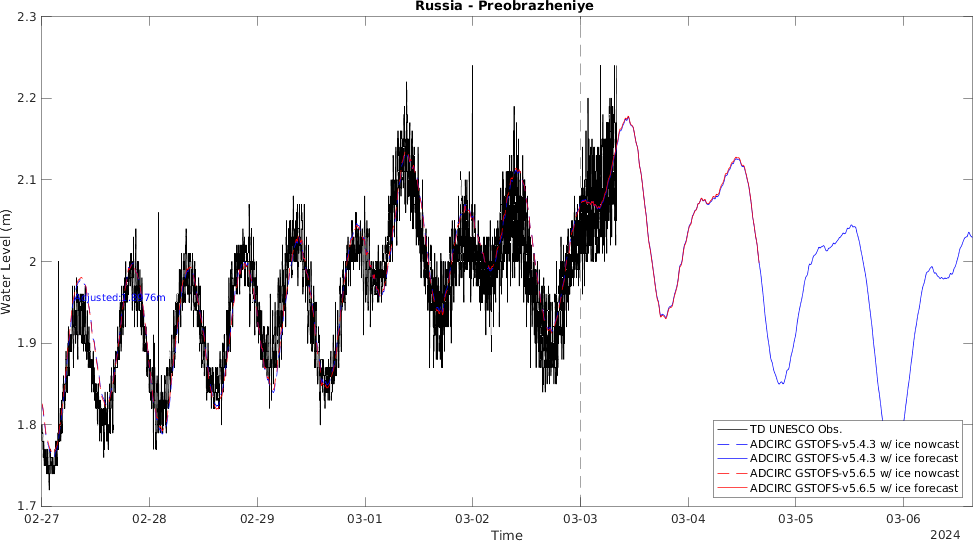 Russia - Preobrazheniye
2.3
2.2
2.1
2
1.9
1.8
1.7
Water Level (m)
TD UNESCO Obs.
ADCIRC GSTOFS-v5.4.3 w/ ice nowcast
ADCIRC GSTOFS-v5.4.3 w/ ice forecast
ADCIRC GSTOFS-v5.6.5 w/ ice nowcast
ADCIRC GSTOFS-v5.6.5 w/ ice forecast
02-27
02-28
02-29
03-01
03-02
03-03
03-04
03-05
03-06
Time
2024